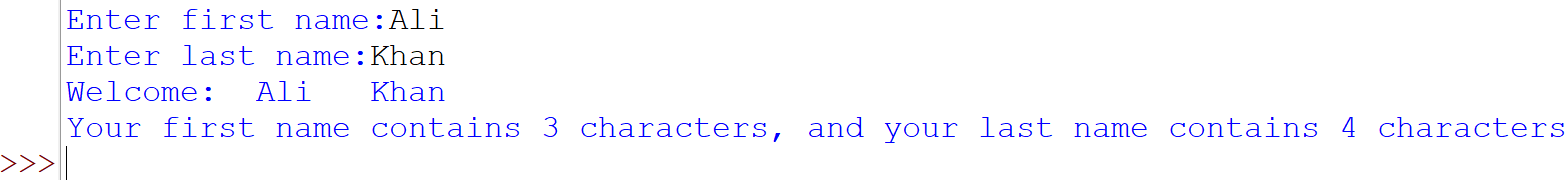 Enter first name:Ali
Enter last name:Khan
Welcome:  Ali   Khan
Your first name contains 3 characters, and your last name contains 4 characters
>>>